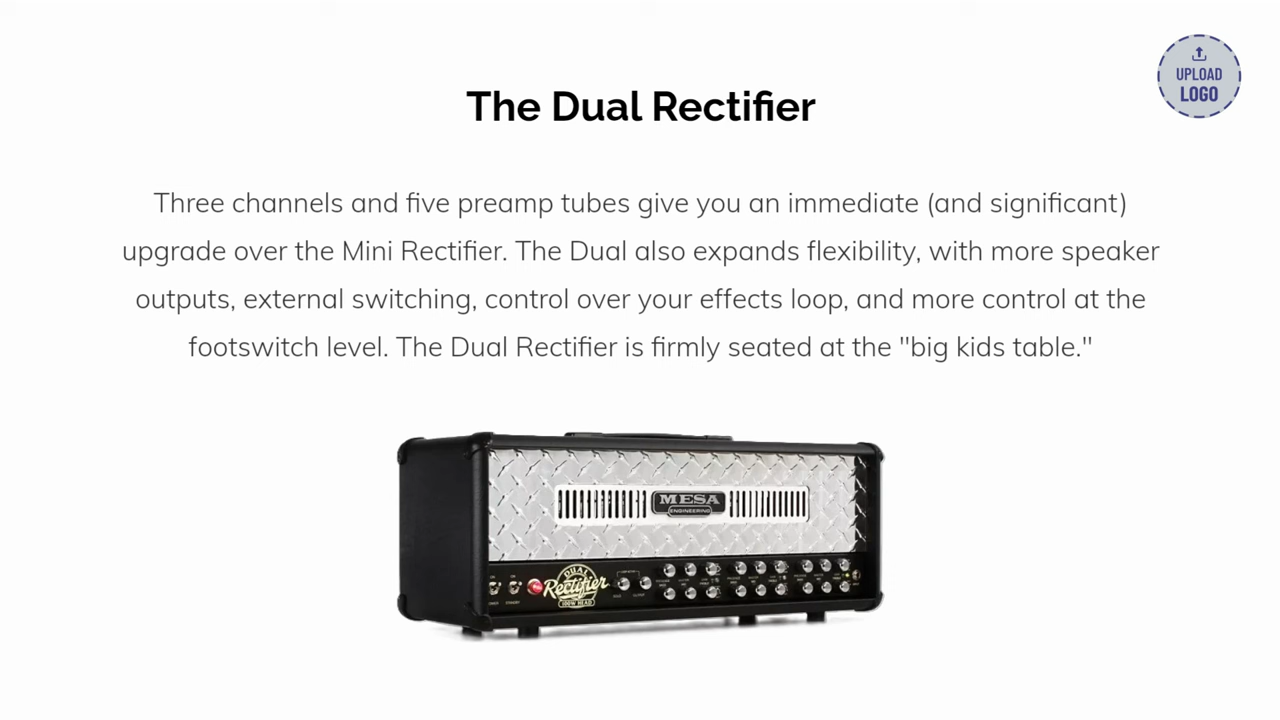 UPLOAD
LOGO
The Dual Rectifier
Three channels and five preamp tubes give you an immediate (and significant)
upgrade over the Mini Rectifier. The Dual also expands flexibility, with more speaker
outputs, external switching, control over your effects loop, and more control at the
footswitch level. The Dual Rectifier is firmly seated at the "big kids table."
MESA
ENGINEERING
DUAL
Rectifier
100W HEAD